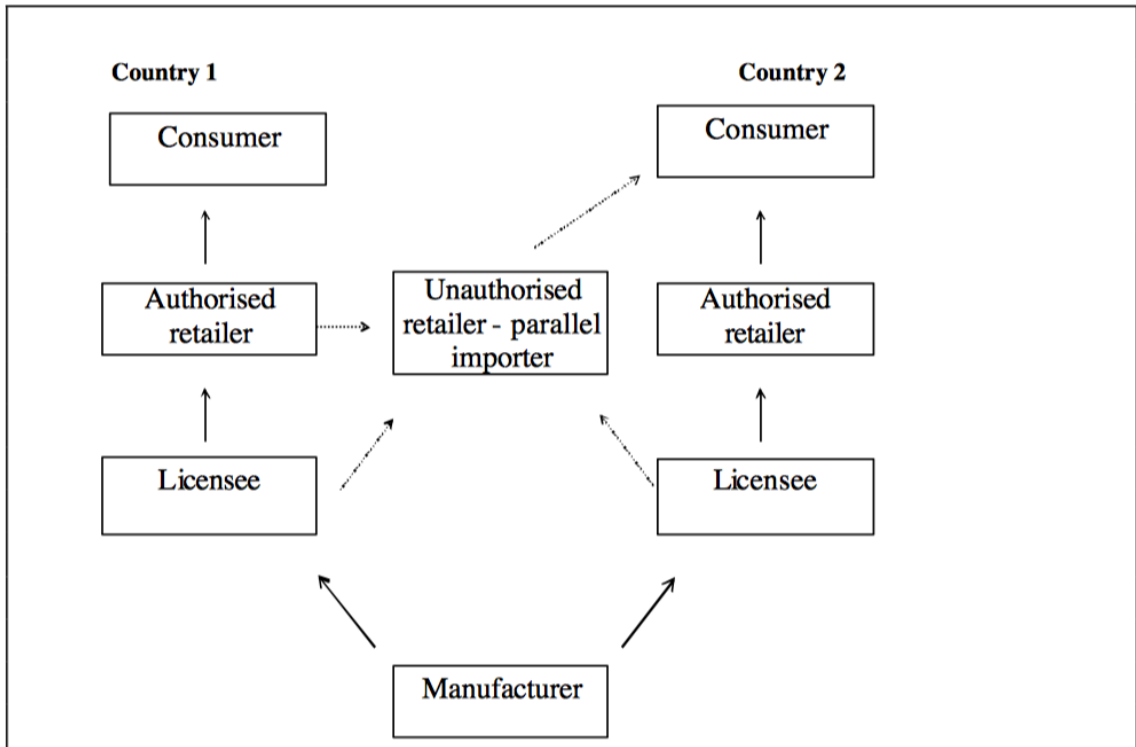 Country 1
Country 2
Consumer
Consumer
Authorised
retailer
Unauthorised
retailer - parallel
importer
Authorised
retailer
Licensee
Licensee
Manufacturer